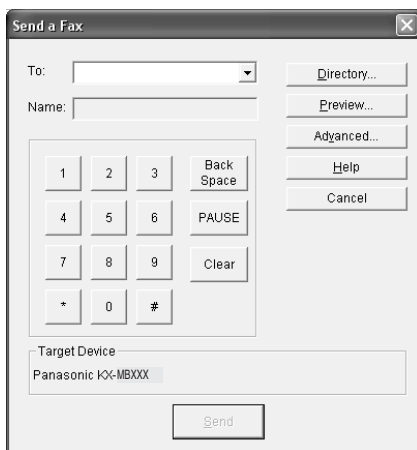 Send a Fax
To:
Directory...
Name:
Preview...
Advanced...
1 2 3 Back Space
Help
4 5 6 PAUSE
Cancel
7 8 9 Clear
* 0 #
Target Device
Panasonic KX-MBXXX
Send